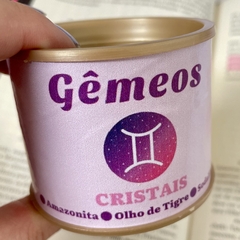 Gêmeos
CRISTAIS
Amazonita ● Olho de Tigre ●